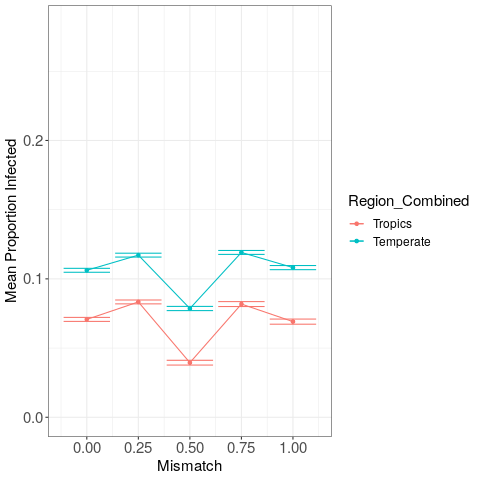 Mean Proportion Infected
0.2
0.1
0.0
0.00 0.25 0.50 0.75 1.00
Mismatch
Region_Combined
Tropics
Temperate